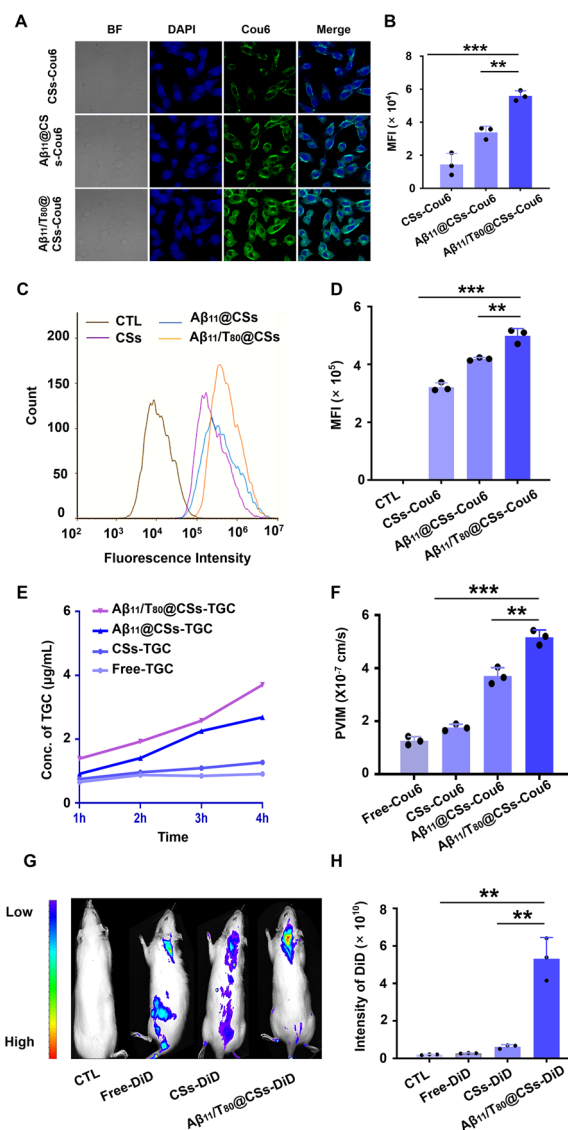 A
BF DAPI Cou6 Merge
CSs-Cou6
Aβ11@CS
s-Cou6
Aβ11/T80@
CSs-Cou6
B
***
**
MFI (× 10⁴)
8
6
4
2
0
CSs-Cou6
Aβ11@CSs-Cou6
Aβ11/T80@CSs-Cou6
C
CTL Aβ11@CSs
CSs Aβ11/T80@CSs
Count
200
150
100
50
0
10² 10³ 10⁴ 10⁵ 10⁶ 10⁷
Fluorescence Intensity
D
***
**
MFI (× 10⁵)
6
4
2
0
CTL
CSs-Cou6
Aβ11@CSs-Cou6
Aβ11/T80@CSs-Cou6
E
Aβ11/T80@CSs-TGC
Aβ11@CSs-TGC
CSs-TGC
Free-TGC
Conc. of TGC (μg/mL)
6
4
2
0
1h 2h 3h 4h
Time
F
***
**
PVIM (X10⁻⁷ cm/s)
6
4
2
0
Free-Cou6
CSs-Cou6
Aβ11@CSs-Cou6
Aβ11/T80@CSs-Cou6
G
Low
High
CTL
Free-DiD
CSs-DiD
Aβ11/T80@CSs-DiD
H
**
**
Intensity of DiD (× 10¹⁰)
8
6
4
2
0
CTL
Free-DiD
CSs-DiD
Aβ11/T80@CSs-DiD